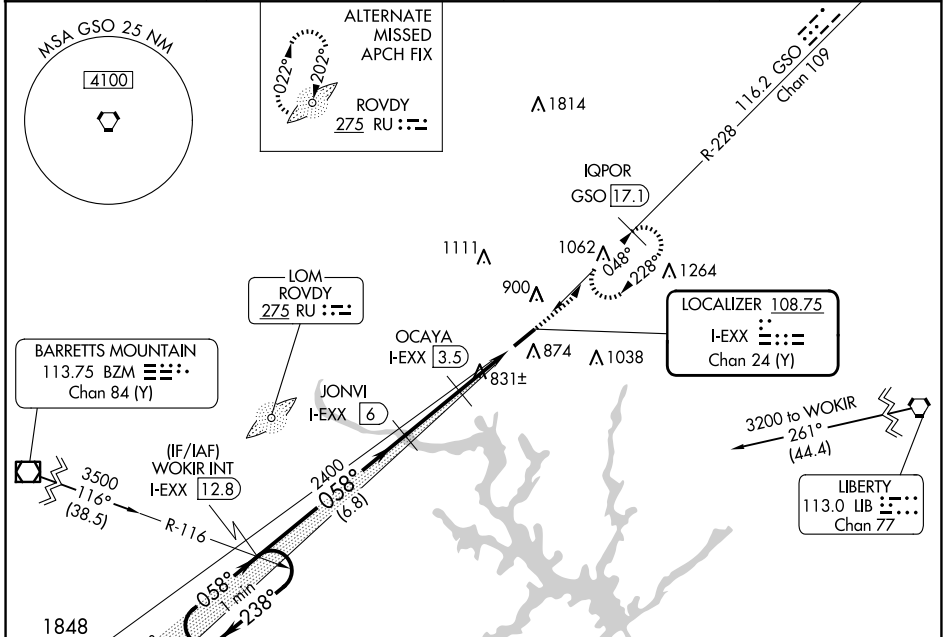 MSA GSO 25 NM
4100
ALTERNATE
MISSED
APCH FIX
022°
202°
ROVDY
275 RU
1814
116.2 GSO
Chan 109
R-228
IQPOR
GSO 17.1
1111
1062
048°
228°
1264
900
LOM
ROVDY
275 RU
LOCALIZER 108.75
I-EXX
Chan 24 (Y)
OCAYA
I-EXX 3.5
874
1038
831±
BARRETTS MOUNTAIN
113.75 BZM
Chan 84 (Y)
JONVI
I-EXX 6
3200 to WOKIR
261°
(44.4)
(IF/IAF)
WOKIR INT
I-EXX 12.8
3500
116°
(38.5)
R-116
2400
058°
(6.8)
LIBERTY
113.0 LIB
Chan 77
058°
1 min
238°
1848